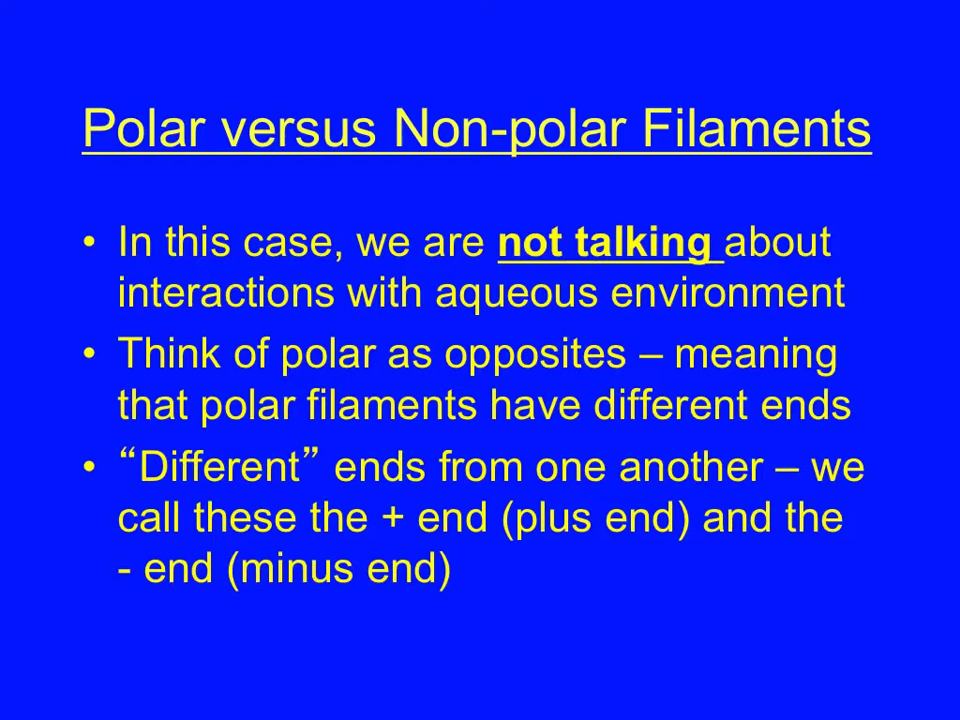 Polar versus Non-polar Filaments
• In this case, we are not talking about
interactions with aqueous environment
• Think of polar as opposites – meaning
that polar filaments have different ends
• “Different” ends from one another – we
call these the + end (plus end) and the
- end (minus end)